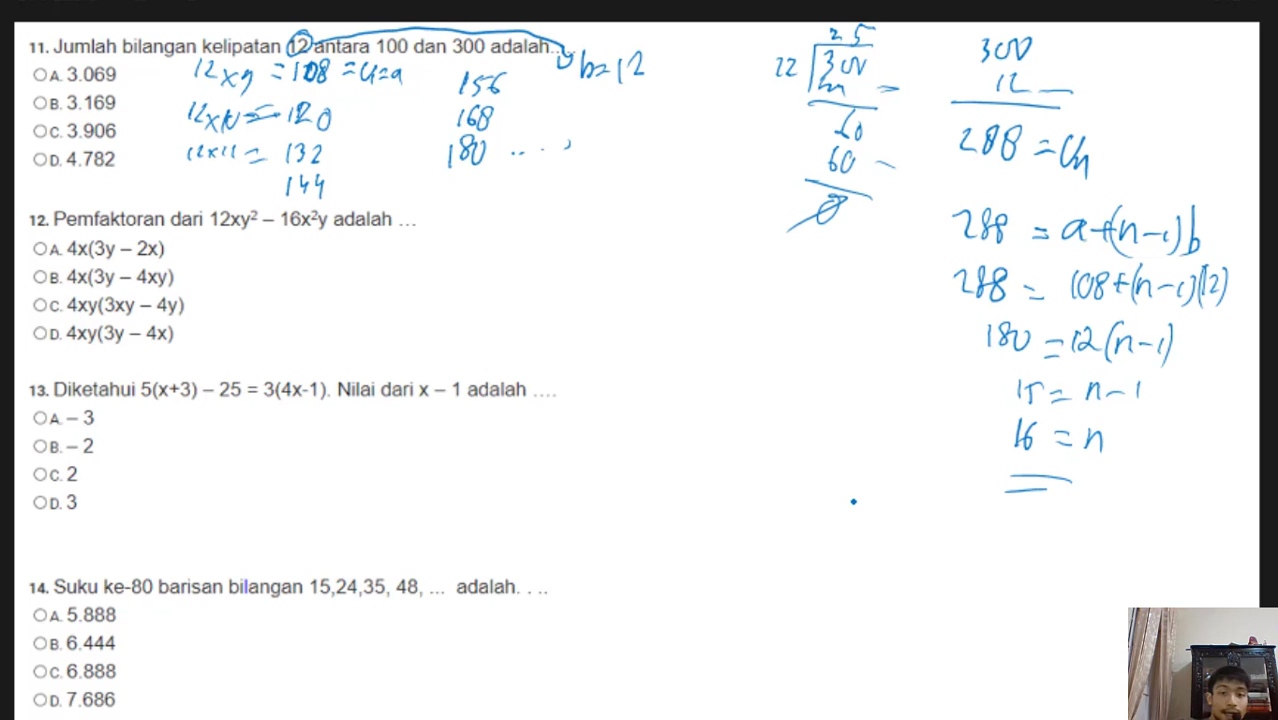 11. Jumlah bilangan kelipatan 12 antara 100 dan 300 adalah...
A. 3.069
B. 3.169
C. 3.906
D. 4.782
12 x 9 = 108 = U1 = a
12 x 10 = 120
12 x 11 = 132
144
156
168
180 ....
b = 12
25
12 300
24 -
60
60 -
0
300
12 -
288 = Un
288 = a + (n-1) b
288 = 108 + (n-1)(12)
180 = 12 (n-1)
15 = n-1
16 = n
12. Pemfaktoran dari 12xy² – 16x²y adalah ...
A. 4x(3y – 2x)
B. 4x(3y – 4xy)
C. 4xy(3xy – 4y)
D. 4xy(3y – 4x)
13. Diketahui 5(x+3) – 25 = 3(4x-1). Nilai dari x – 1 adalah ....
A. – 3
B. – 2
C. 2
D. 3
14. Suku ke-80 barisan bilangan 15,24,35, 48, ... adalah. . ..
A. 5.888
B. 6.444
C. 6.888
D. 7.686